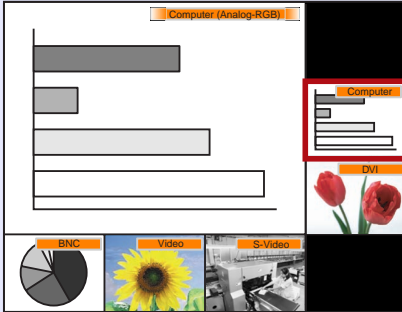 Computer (Analog-RGB)
Computer
DVI
BNC
Video
S-Video